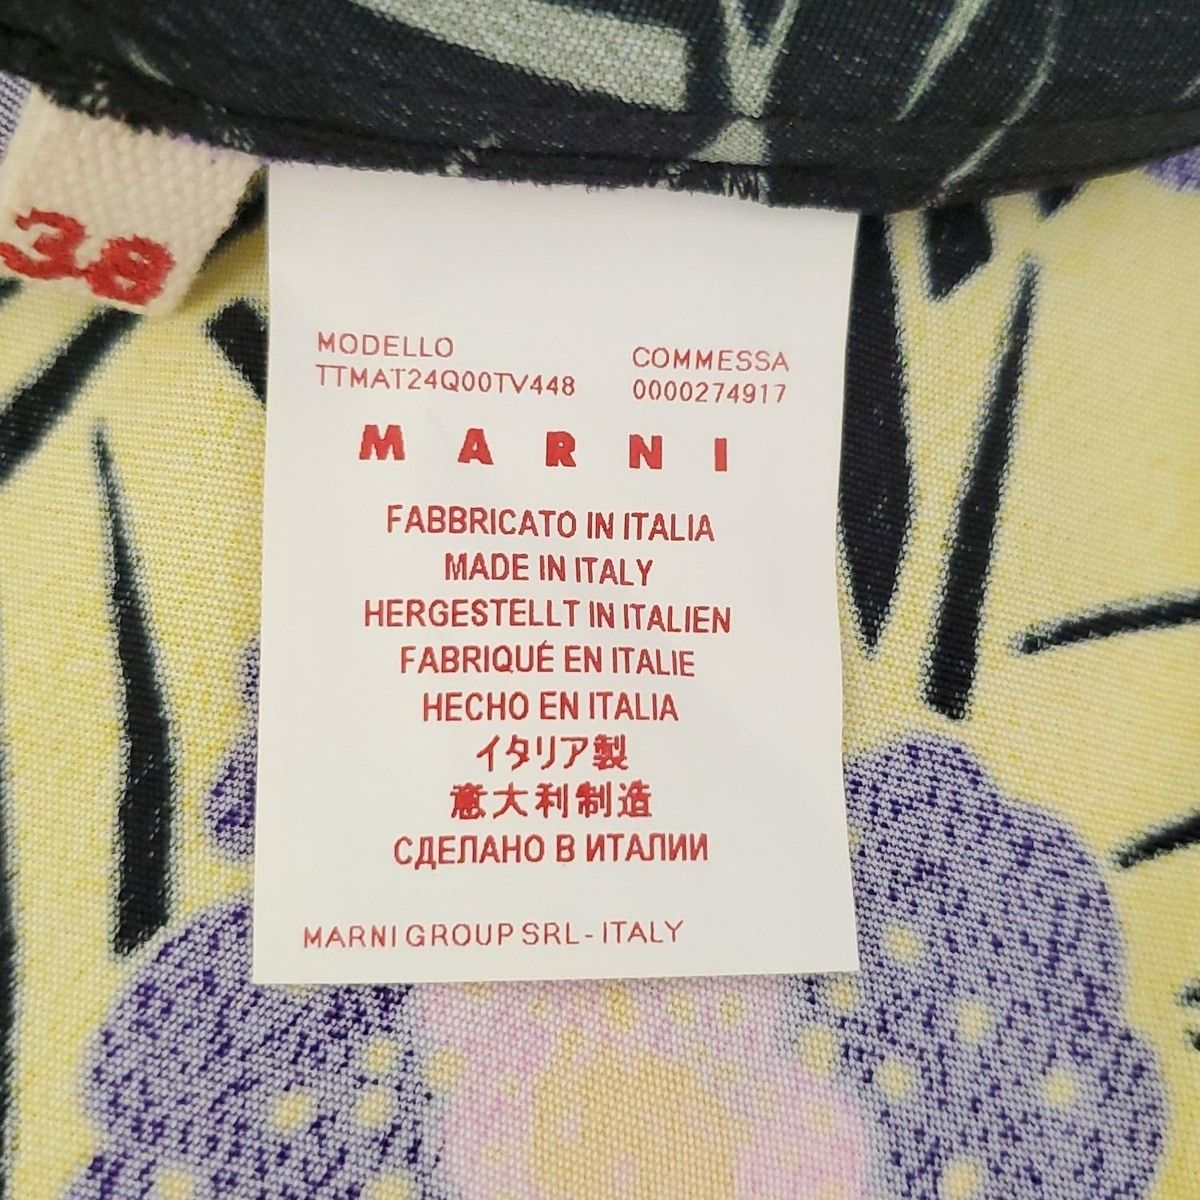 38
MODELLO
TTMAT24Q00TV448
COMMESSA
0000274917
MARNI
FABBRICATO IN ITALIA
MADE IN ITALY
HERGESTELLT IN ITALIEN
FABRIQUÉ EN ITALIE
HECHO EN ITALIA
イタリア製
意大利制造
СДЕЛАНО В ИТАЛИИ
MARNI GROUP SRL - ITALY